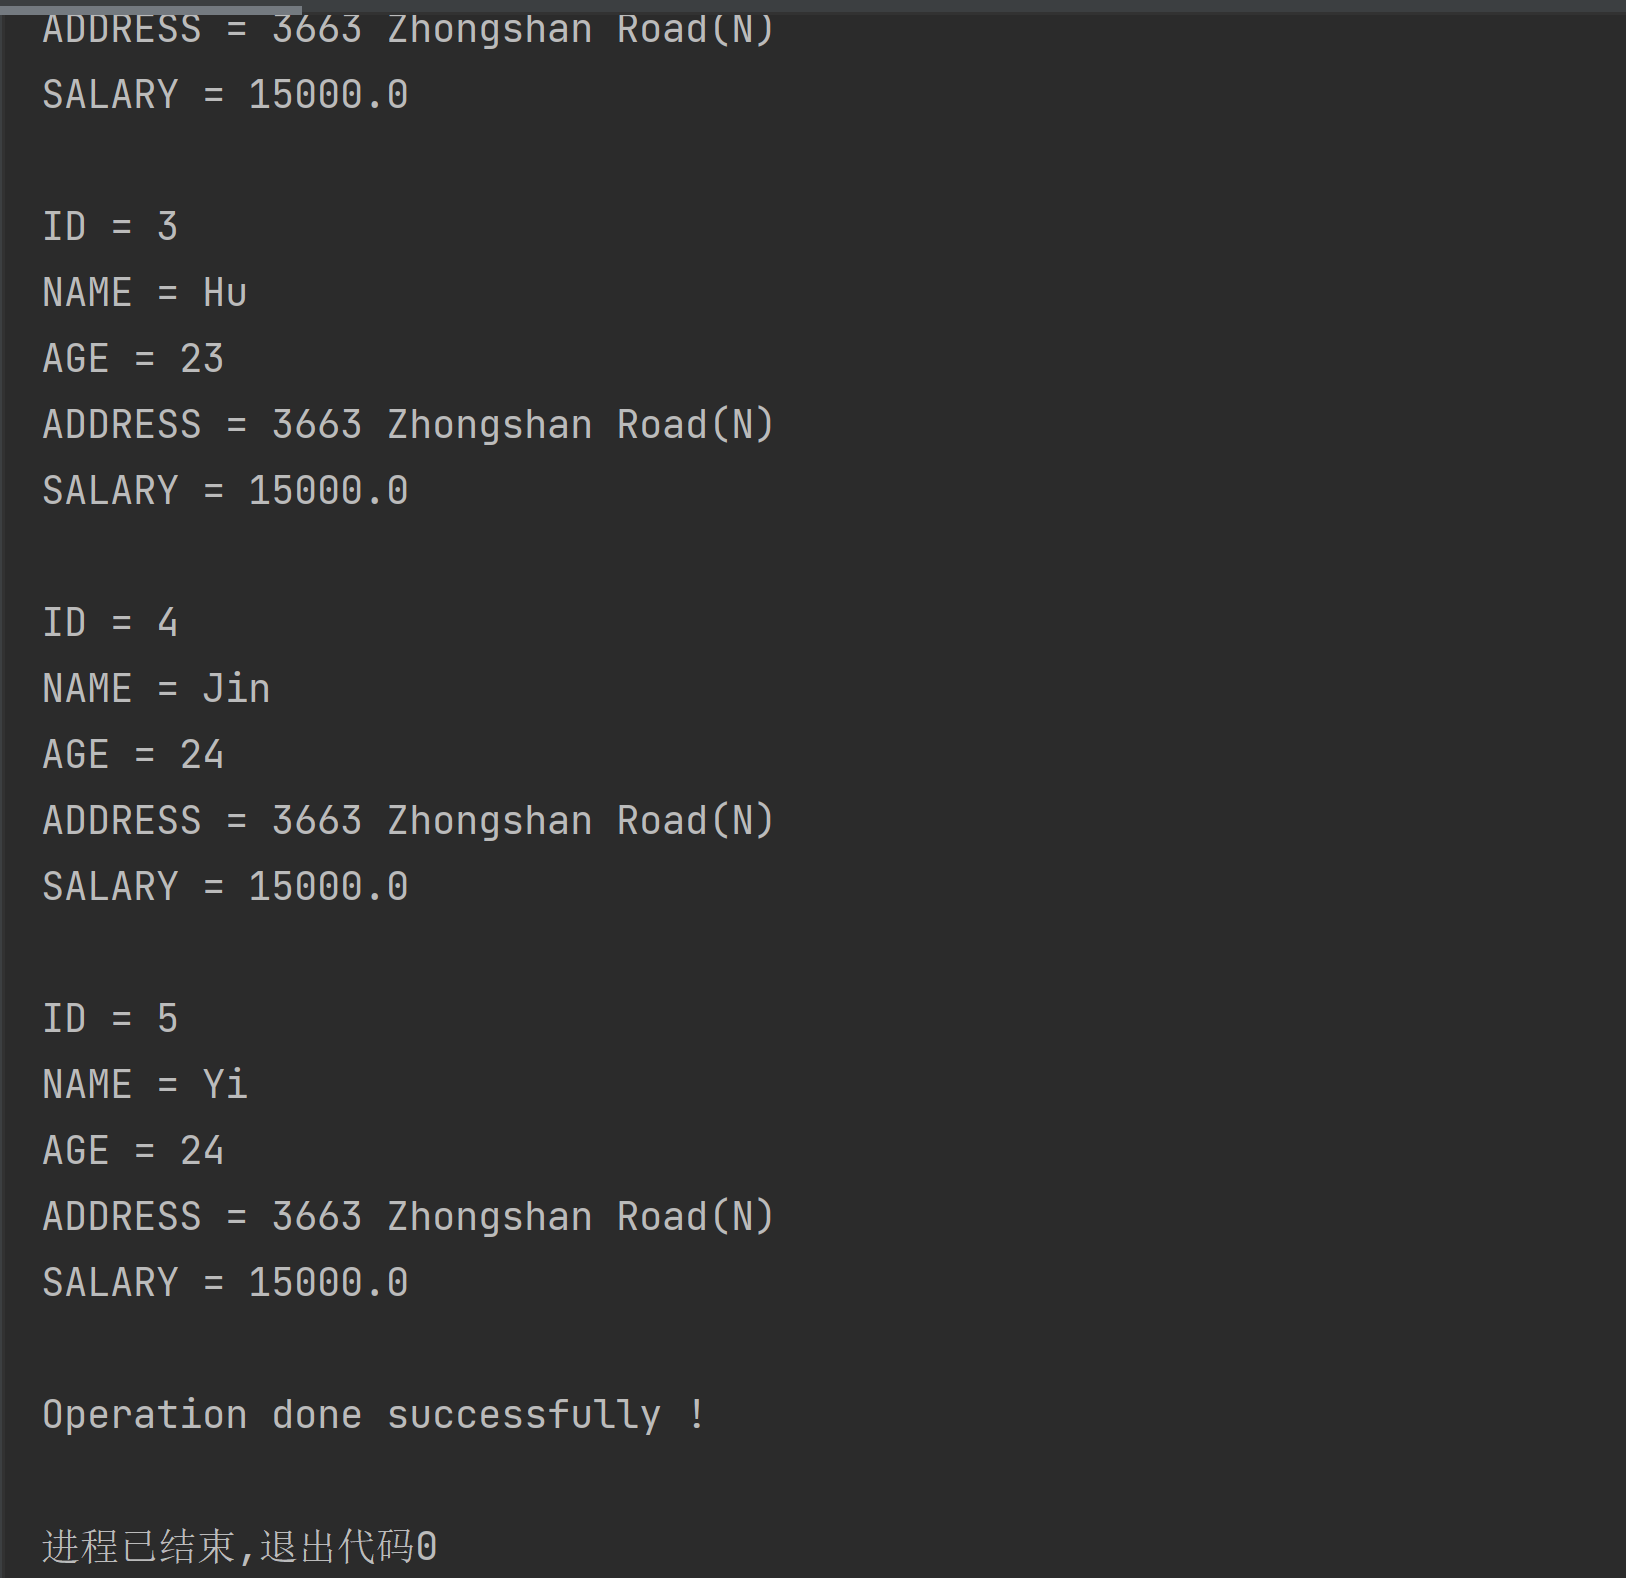 ADDRESS = 3663 Zhongshan Road(N)
SALARY = 15000.0
ID = 3
NAME = Hu
AGE = 23
ADDRESS = 3663 Zhongshan Road(N)
SALARY = 15000.0
ID = 4
NAME = Jin
AGE = 24
ADDRESS = 3663 Zhongshan Road(N)
SALARY = 15000.0
ID = 5
NAME = Yi
AGE = 24
ADDRESS = 3663 Zhongshan Road(N)
SALARY = 15000.0
Operation done successfully !
进程已结束,退出代码0